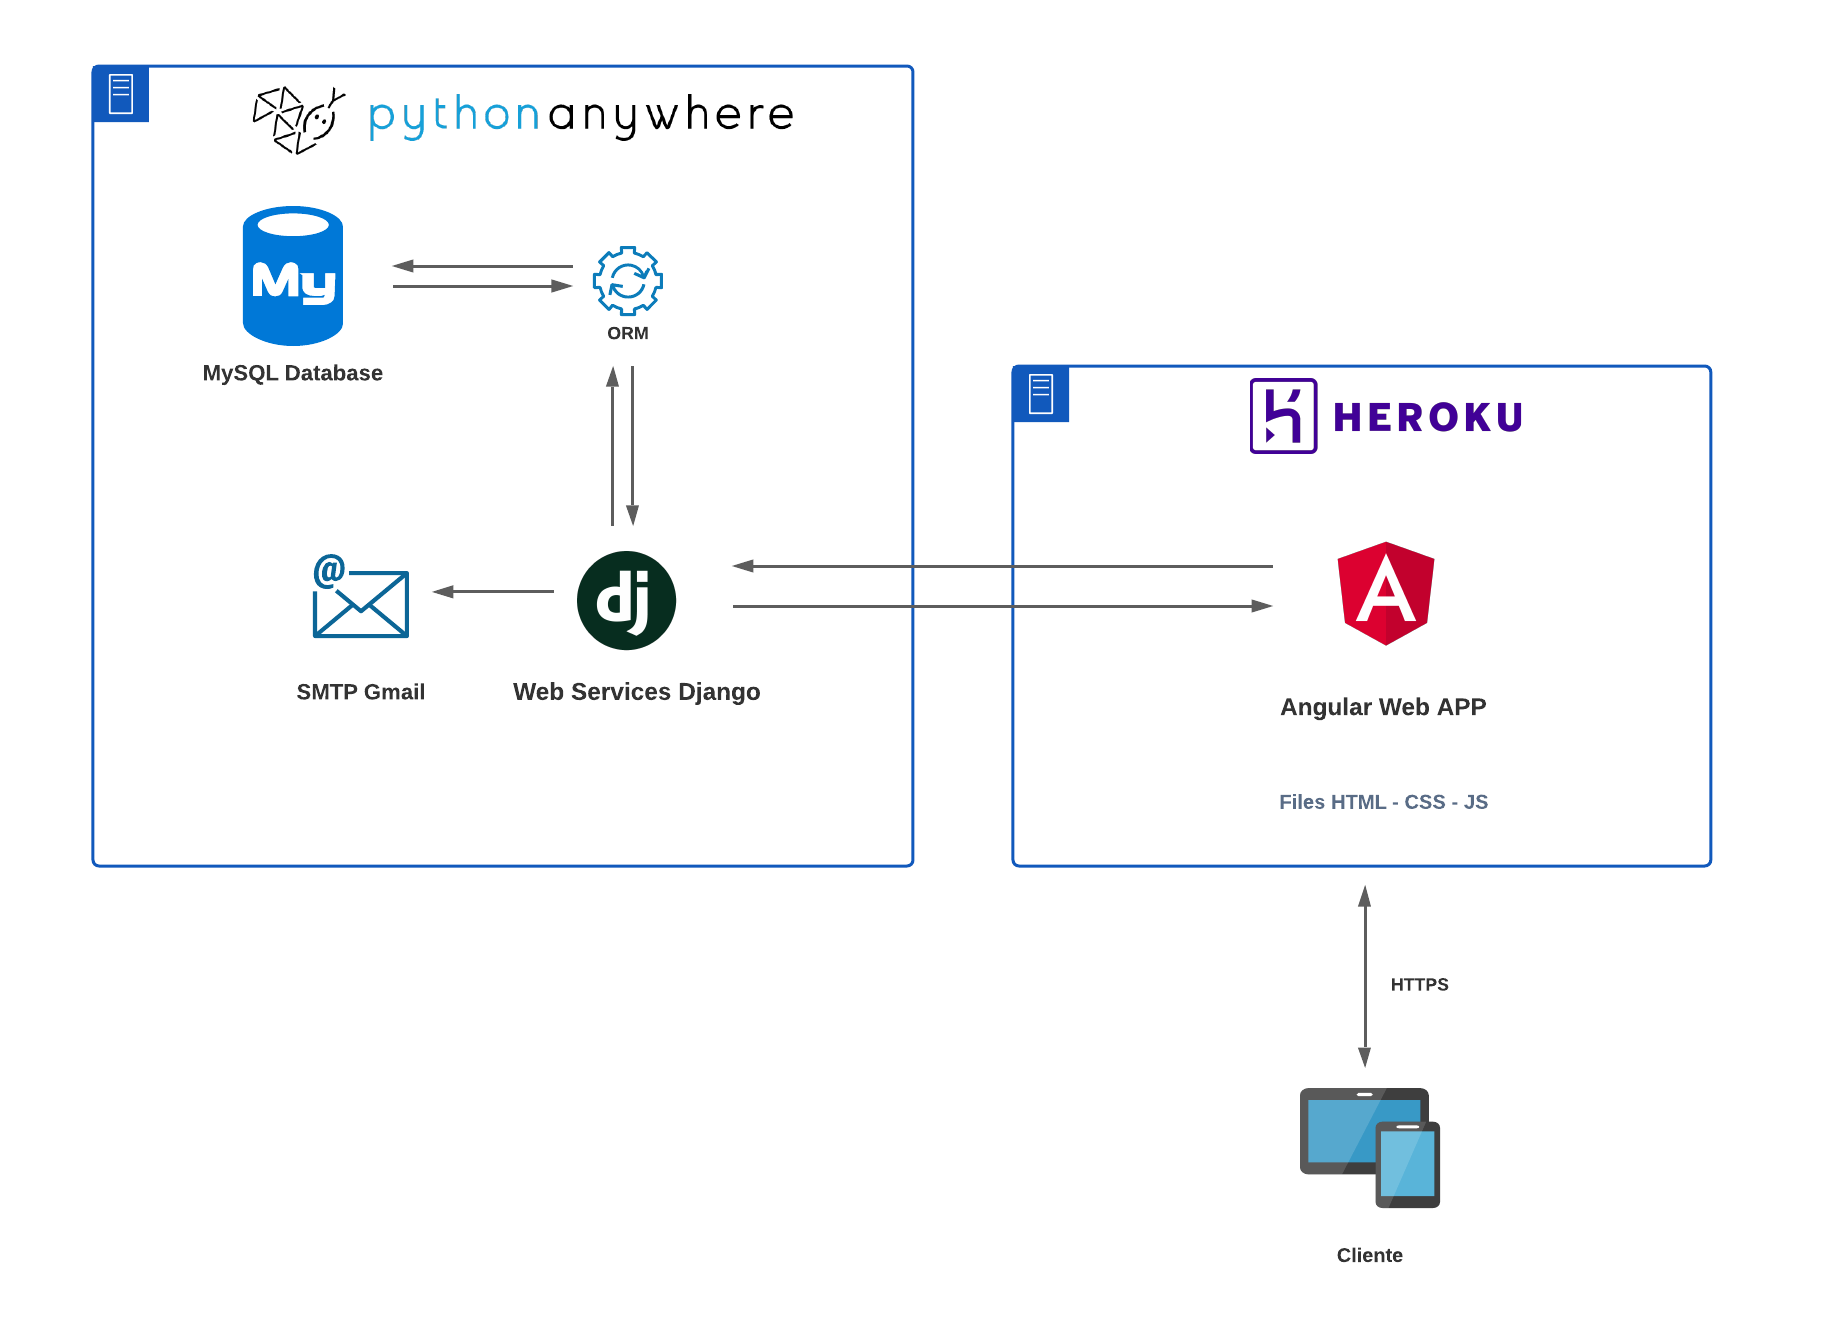 pythonanywhere
My
MySQL Database
ORM
@
dj
SMTP Gmail
Web Services Django
HEROKU
A
Angular Web APP
Files HTML - CSS - JS
HTTPS
Cliente